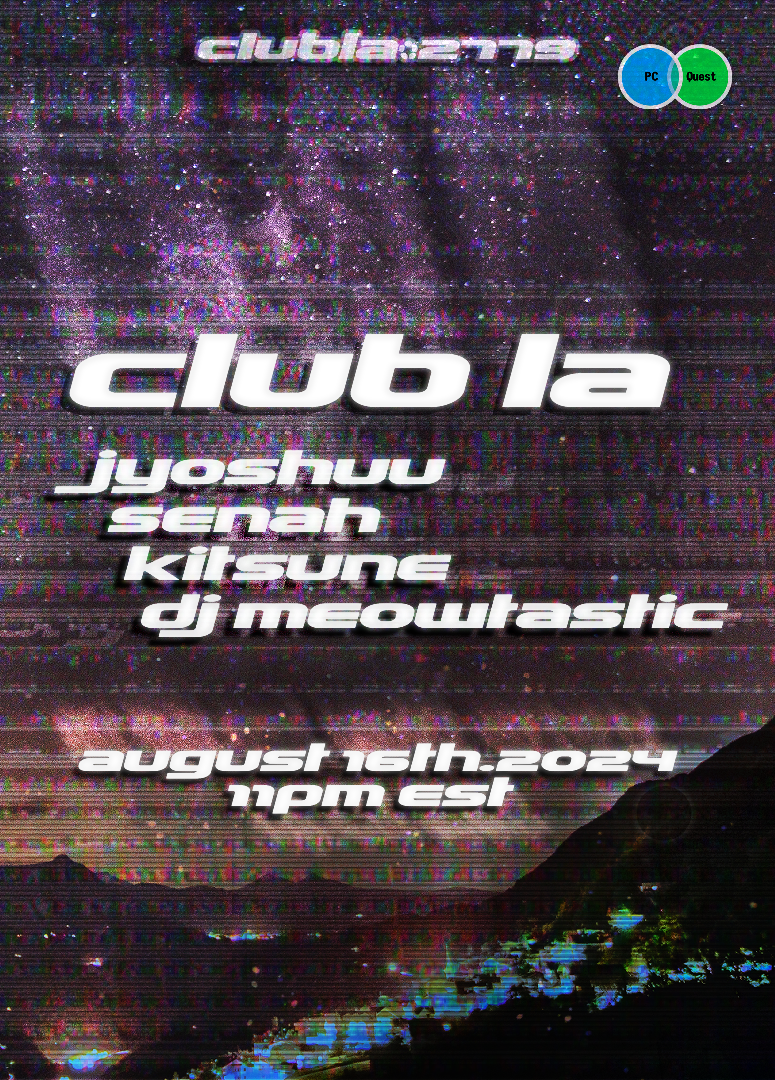 clubla:2779
PC Quest
club la
jyoshuu
senah
kitsune
dj meowtastic
august 16th.2024
11pm est